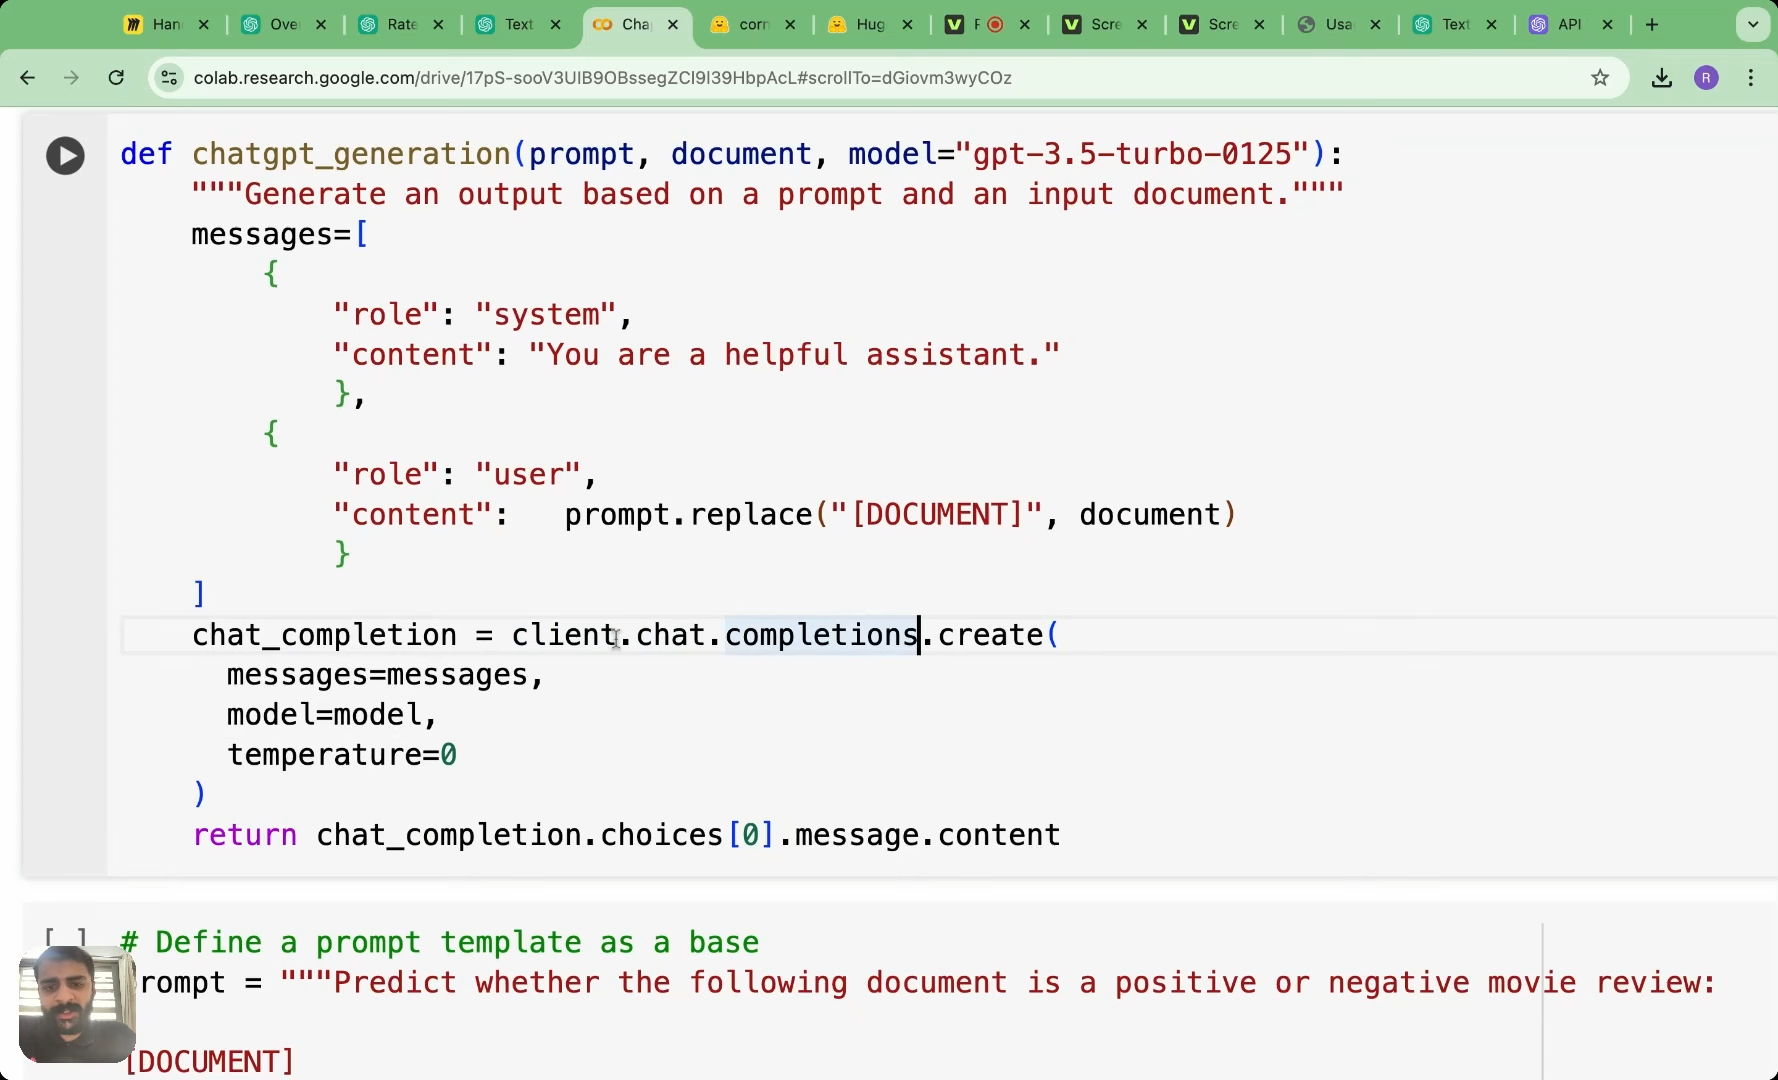 Han
Ove
Rate
Text
Cha
corn
Hug
Scre
Scre
Usa
Text
API
colab.research.google.com/drive/17pS-sooV3UIB9OBssegZCI9I39HbpAcL#scrollTo=dGiovm3wyCOz
R
def chatgpt_generation(prompt, document, model="gpt-3.5-turbo-0125"):
"""Generate an output based on a prompt and an input document."""
messages=[
{
"role": "system",
"content": "You are a helpful assistant."
},
{
"role": "user",
"content":   prompt.replace("[DOCUMENT]", document)
}
]
chat_completion = client.chat.completions.create(
messages=messages,
model=model,
temperature=0
)
return chat_completion.choices[0].message.content
[ ]
# Define a prompt template as a base
rompt = """Predict whether the following document is a positive or negative movie review:
[DOCUMENT]